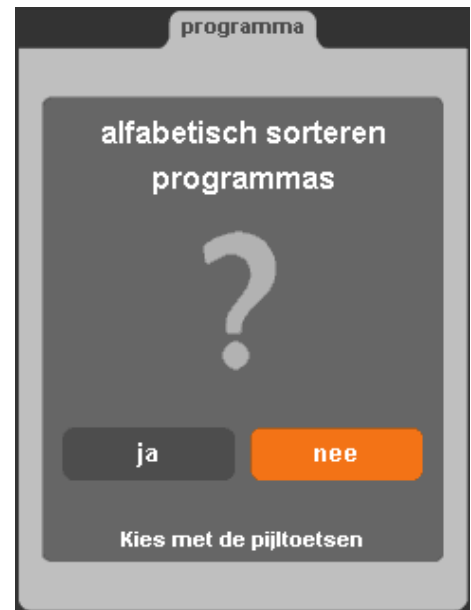 programma
alfabetisch sorteren
programmas
?
ja nee
Kies met de pijltoetsen